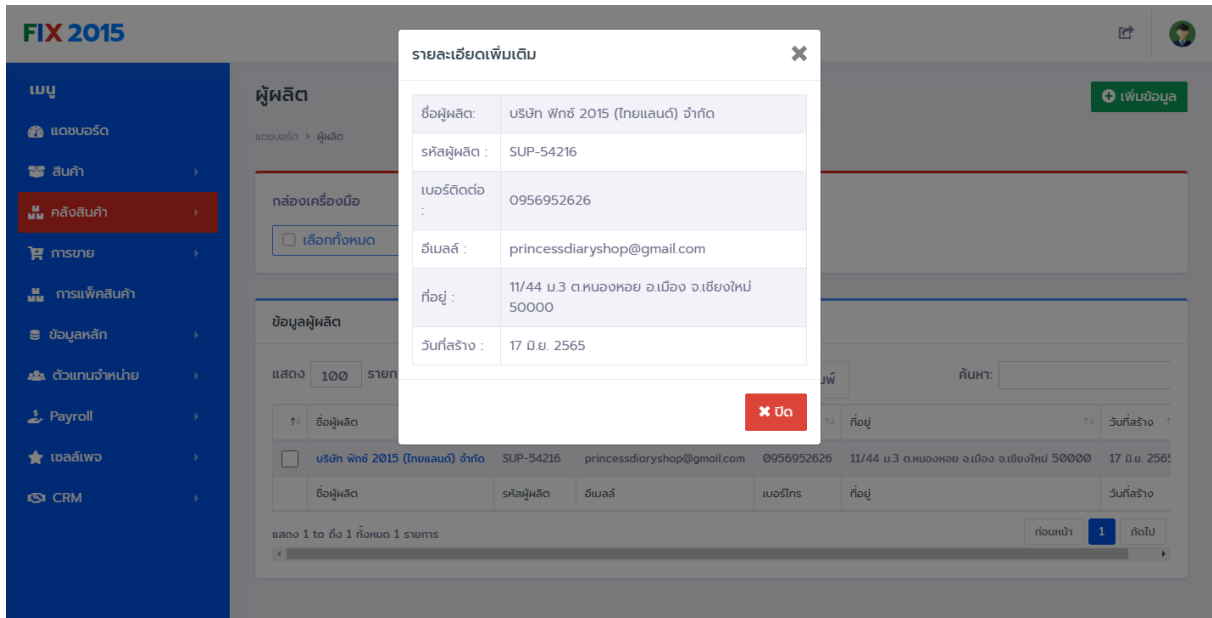 FIX 2015
เมนู
แดชบอร์ด
สินค้า
คลังสินค้า
การขาย
การแพ็คสินค้า
ข้อมูลหลัก
ตัวแทนจำหน่าย
Payroll
เซลล์เพจ
CRM
ผู้ผลิต
เพิ่มข้อมูล
แดชบอร์ด > ผู้ผลิต
กล่องเครื่องมือ
เลือกทั้งหมด
รายละเอียดเพิ่มเติม
ชื่อผู้ผลิต: บริษัท ฟิกซ์ 2015 (ไทยแลนด์) จำกัด
รหัสผู้ผลิต : SUP-54216
เบอร์ติดต่อ : 0956952626
อีเมลล์ : princessdiaryshop@gmail.com
ที่อยู่ : 11/44 ม.3 ต.หนองหอย อ.เมือง จ.เชียงใหม่
50000
วันที่สร้าง : 17 มิ.ย. 2565
ปิด
ข้อมูลผู้ผลิต
แสดง 100 ค้นหา:
ชื่อผู้ผลิต ที่อยู่ วันที่สร้าง
บริษัท ฟิกซ์ 2015 (ไทยแลนด์) จำกัด SUP-54216 princessdiaryshop@gmail.com 0956952626 11/44 ม.3 ต.หนองหอย อ.เมือง จ.เชียงใหม่ 50000 17 มิ.ย. 2565
ชื่อผู้ผลิต รหัสผู้ผลิต อีเมลล์ เบอร์โทร ที่อยู่ วันที่สร้าง
แสดง 1 to ถึง 1 ทั้งหมด 1 รายการ
ก่อนหน้า 1 ถัดไป